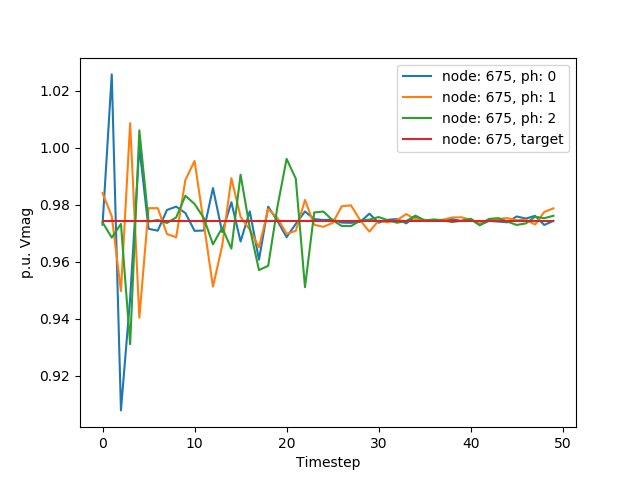 node: 675, ph: 0
node: 675, ph: 1
node: 675, ph: 2
node: 675, target
p.u. Vmag
1.02
1.00
0.98
0.96
0.94
0.92
0 10 20 30 40 50
Timestep